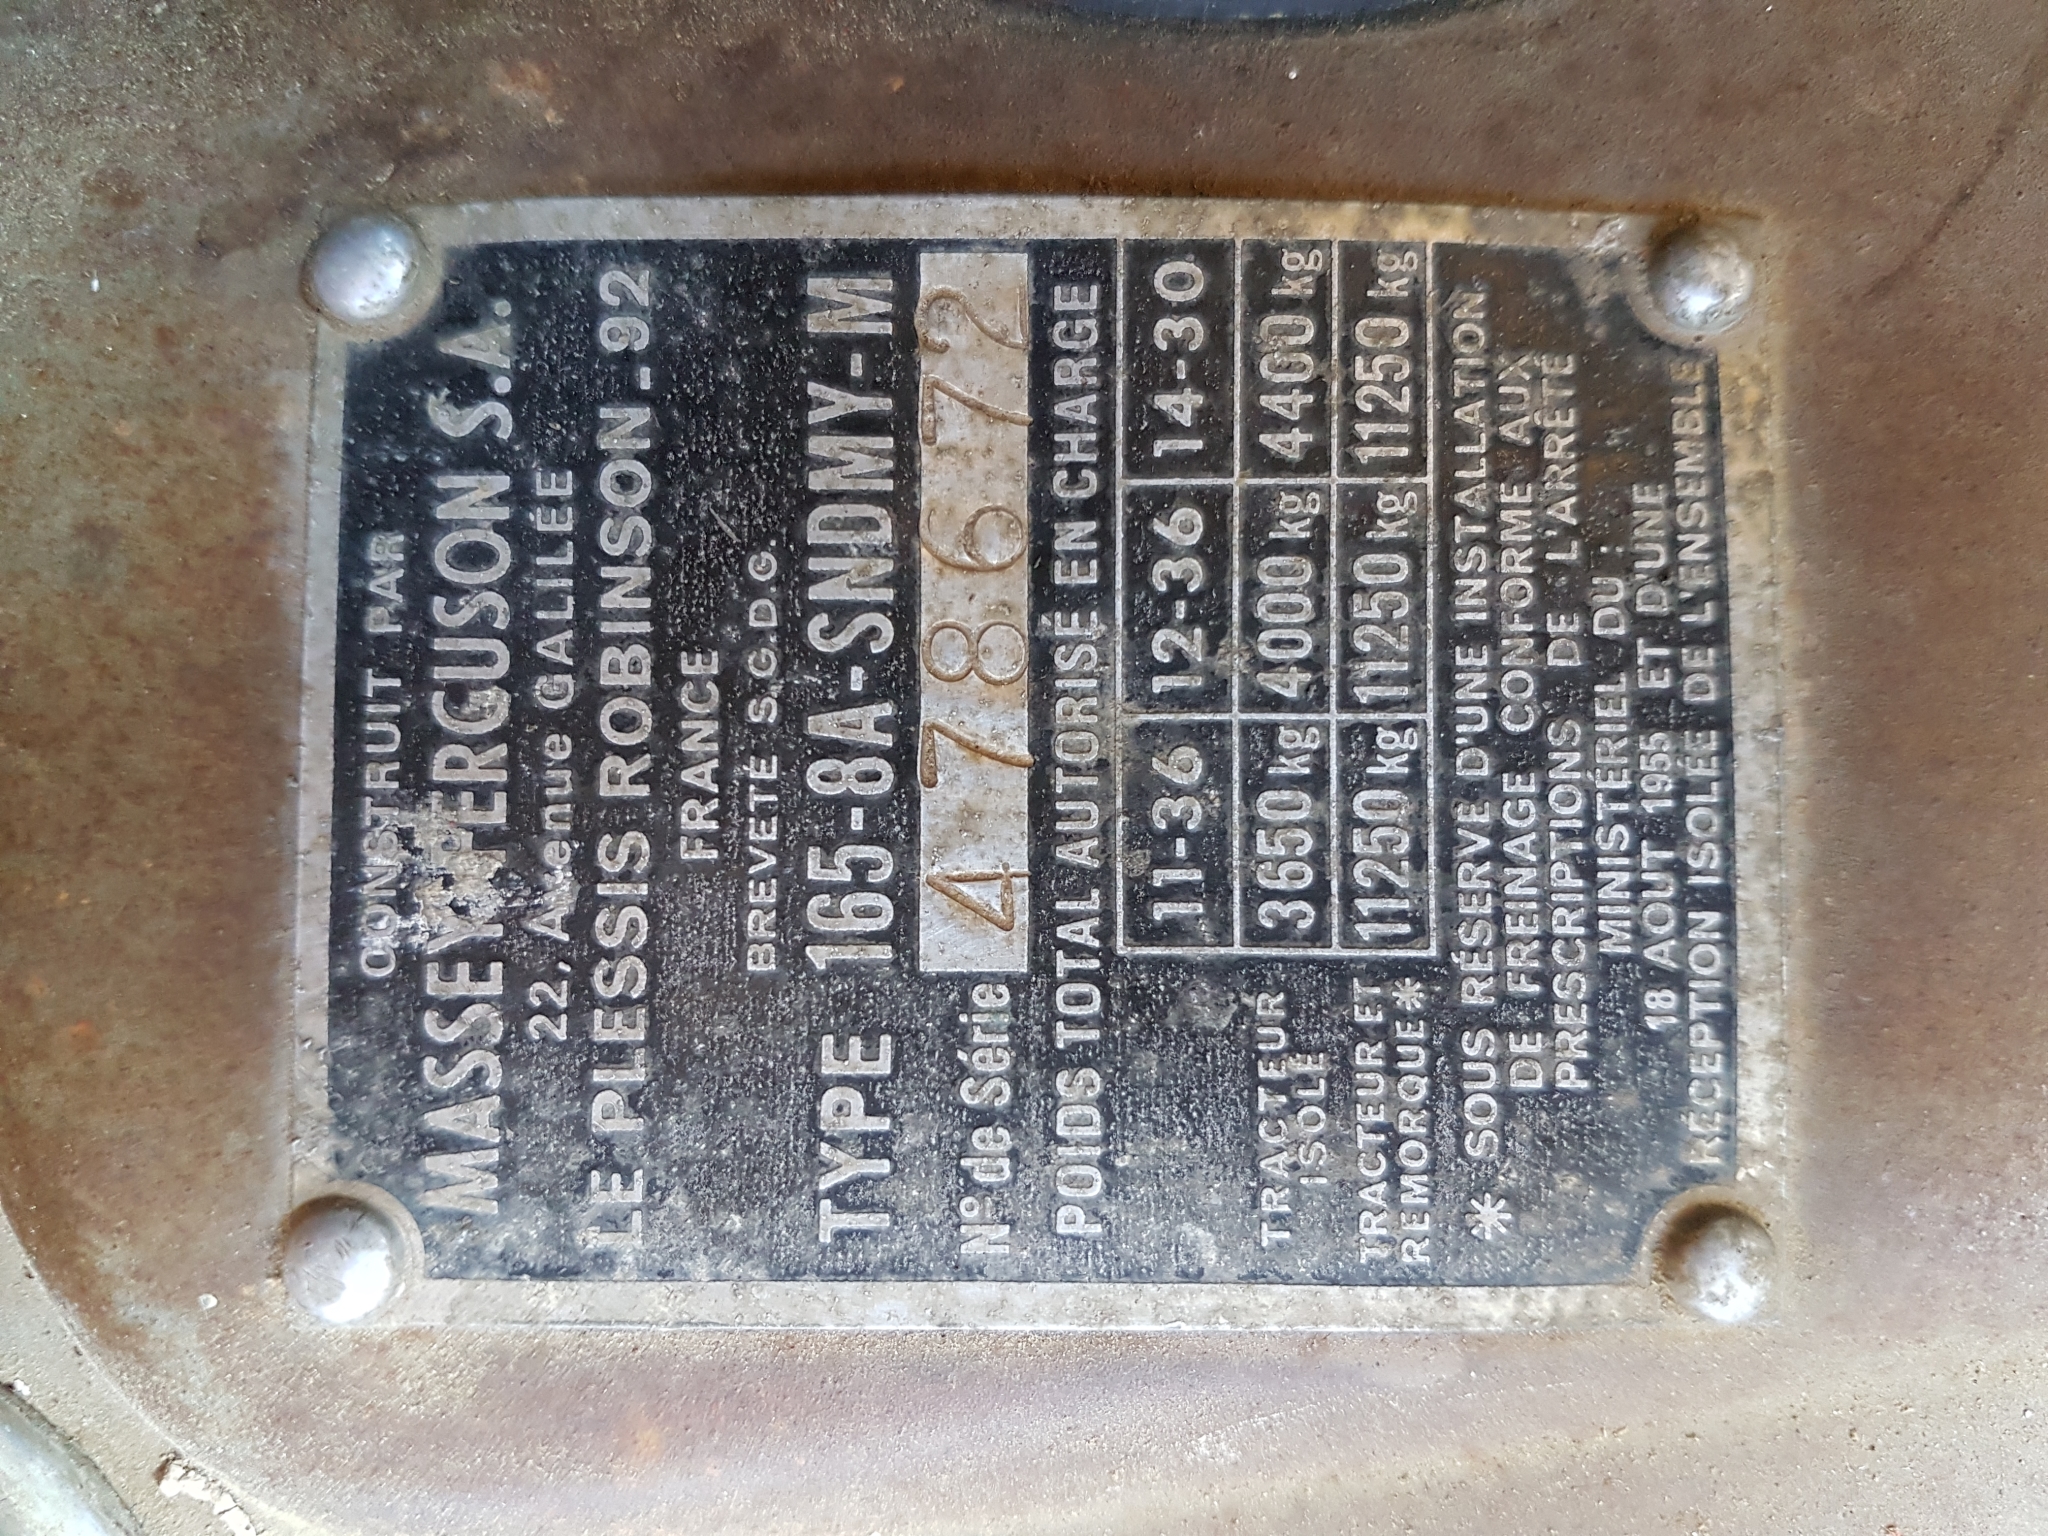 CONSTRUIT PAR
MASSEY FERGUSON S.A.
22, Avenue GALILEE
LE PLESSIS ROBINSON - 92
FRANCE
BREVETÉ S.G.D.G.
TYPE 165-8A-SNDMY-M
N° de Série 478672
POIDS TOTAL AUTORISÉ EN CHARGE
11-36 12-36 14-30
TRACTEUR ISOLÉ 3650 kg 4000 kg 4400 kg
TRACTEUR ET REMORQUE* 11250 kg 11250 kg 11250 kg
* SOUS RÉSERVE D'UNE INSTALLATION
DE FREINAGE CONFORME AUX
PRESCRIPTIONS DE L'ARRÊTÉ
MINISTÉRIEL DU :
18 AOUT 1955 ET D'UNE
RÉCEPTION ISOLÉE DE L'ENSEMBLE